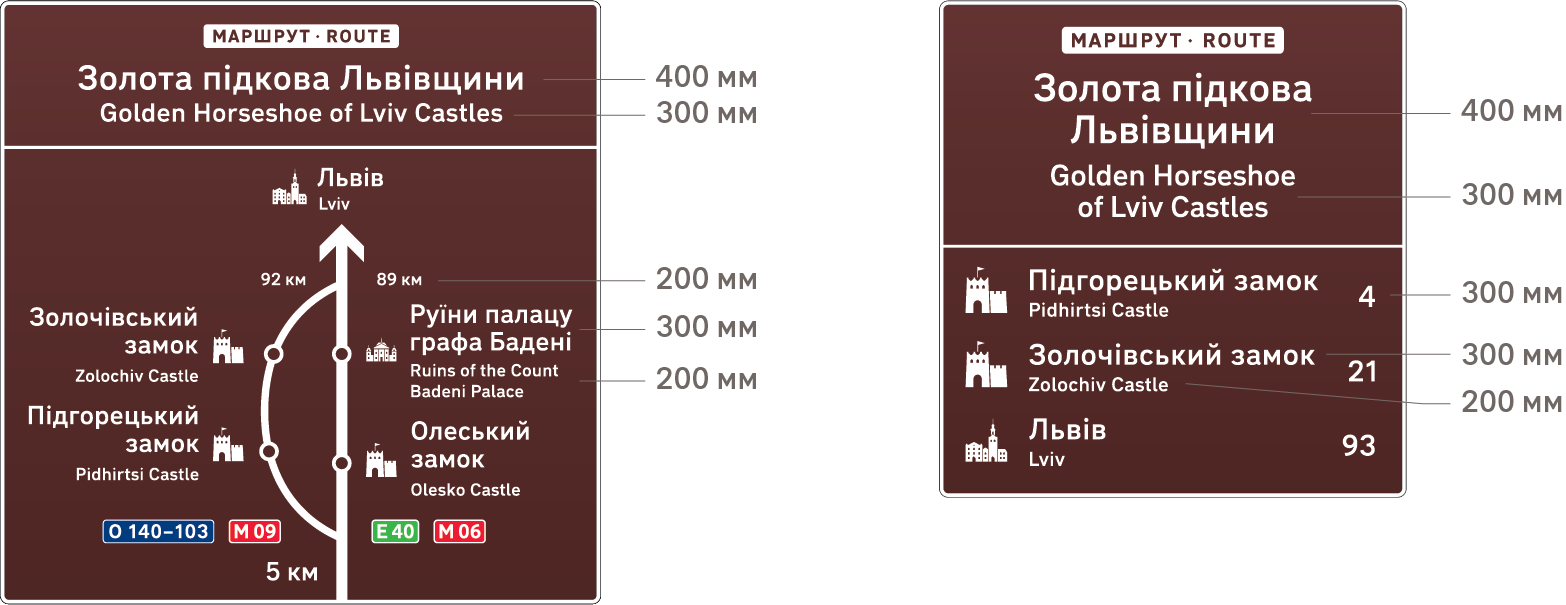 МАРШРУТ · ROUTE
Золота підкова Львівщини
Golden Horseshoe of Lviv Castles
400 мм
300 мм
Львів
Lviv
92 км
89 км
200 мм
Золочівський
замок
Zolochiv Castle
Руїни палацу
графа Бадені
Ruins of the Count
Badeni Palace
300 мм
200 мм
Підгорецький
замок
Pidhirtsi Castle
Олеський
замок
Olesko Castle
О 140–103
М 09
E 40
М 06
5 км
МАРШРУТ · ROUTE
Золота підкова
Львівщини
400 мм
Golden Horseshoe
of Lviv Castles
300 мм
Підгорецький замок
Pidhirtsi Castle
4
300 мм
Золочівський замок
Zolochiv Castle
21
300 мм
200 мм
Львів
Lviv
93